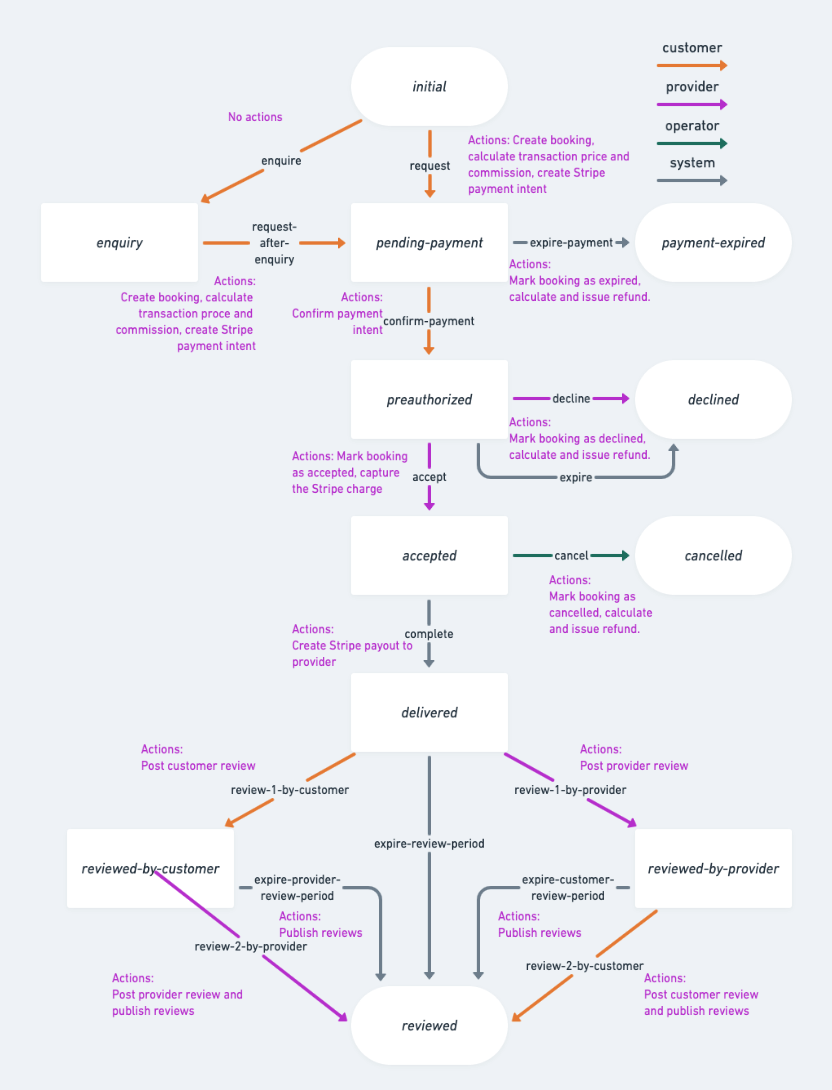 customer
initial
provider
No actions
operator
Actions: Create booking,
calculate transaction price and
commission, create Stripe
payment intent
enquire
request
system
enquiry
request-
after-
enquiry
pending-payment
expire-payment
payment-expired
Actions:
Mark booking as expired,
calculate and issue refund.
Actions:
Create booking, calculate
transaction proce and
commission, create Stripe
payment intent
Actions:
Confirm payment
intent
confirm-payment
preauthorized
decline
declined
Actions:
Mark booking as declined,
calculate and issue refund.
Actions: Mark booking
as accepted, capture
the Stripe charge
accept
expire
accepted
cancel
cancelled
Actions:
Mark booking as
cancelled, calculate
and issue refund.
Actions:
Create Stripe payout to
provider
complete
delivered
Actions:
Post customer review
Actions:
Post provider review
review-1-by-customer
review-1-by-provider
expire-review-period
reviewed-by-customer
reviewed-by-provider
expire-provider-
review-period
expire-customer-
review-period
Actions:
Publish reviews
Actions:
Publish reviews
review-2-by-provider
review-2-by-customer
Actions:
Post provider review and
publish reviews
Actions:
Post customer review
and publish reviews
reviewed